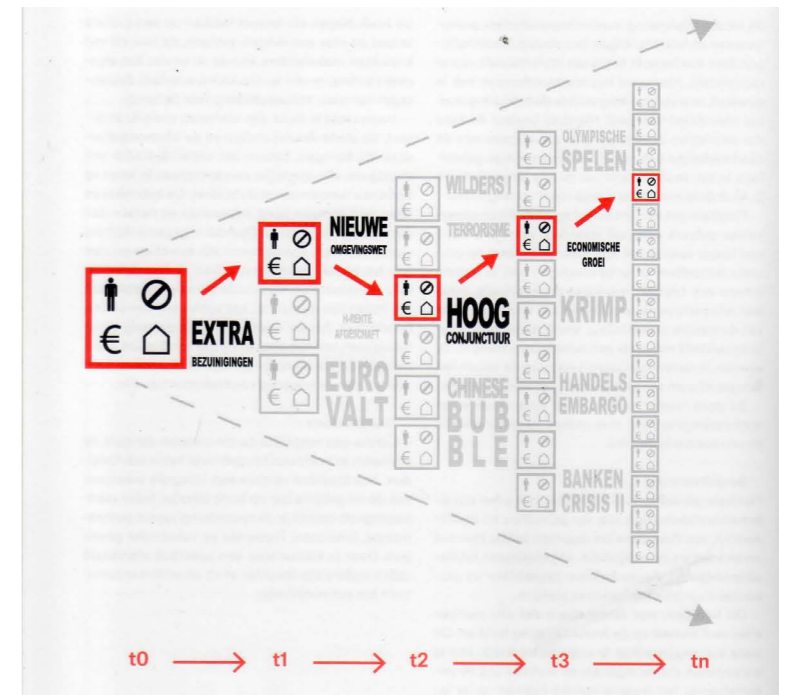 EXTRA
BEZUINIGINGEN
NIEUWE
OMGEVINGSWET
H-RENTE
AFGESCHAFT
EURO
VALT
WILDERS I
TERRORISME
HOOG
CONJUNCTUUR
CHINESE
BUB
BLE
OLYMPISCHE
SPELEN
ECONOMISCHE
GROEI
KRIMP
HANDELS
EMBARGO
BANKEN
CRISIS II
t0 t1 t2 t3 tn